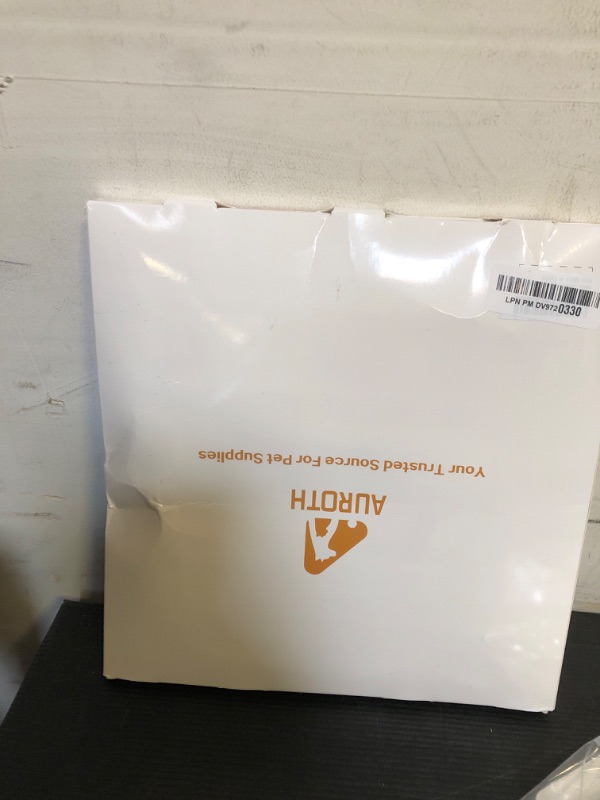 LPN PM DV9720330
AUROTH
Your Trusted Source For Pet Supplies